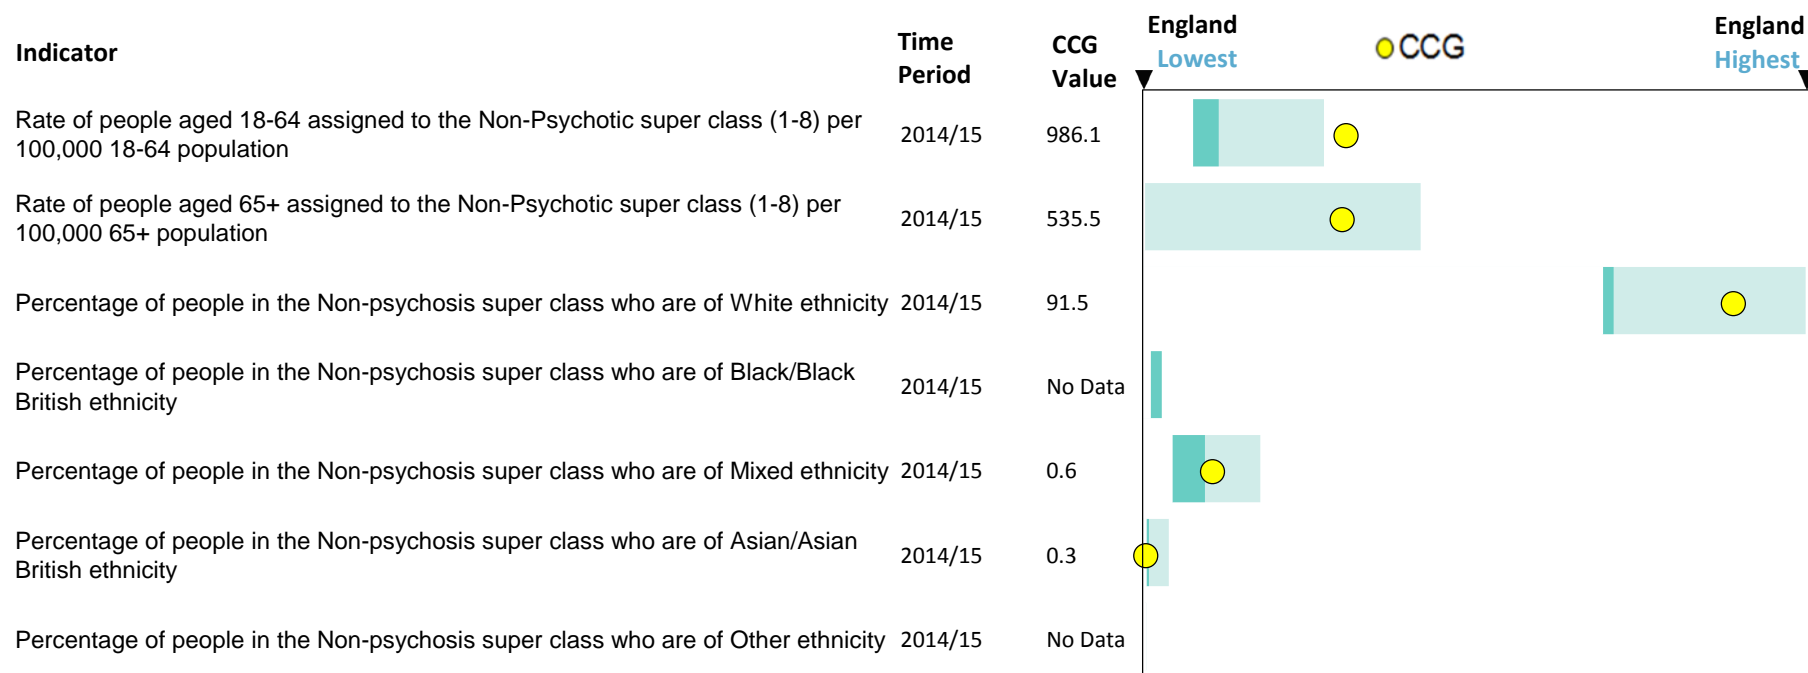 Indicator
Time
Period
CCG
Value
England
Lowest
CCG
England
Highest
Rate of people aged 18-64 assigned to the Non-Psychotic super class (1-8) per
100,000 18-64 population
2014/15
986.1
Rate of people aged 65+ assigned to the Non-Psychotic super class (1-8) per
100,000 65+ population
2014/15
535.5
Percentage of people in the Non-psychosis super class who are of White ethnicity
2014/15
91.5
Percentage of people in the Non-psychosis super class who are of Black/Black
British ethnicity
2014/15
No Data
Percentage of people in the Non-psychosis super class who are of Mixed ethnicity
2014/15
0.6
Percentage of people in the Non-psychosis super class who are of Asian/Asian
British ethnicity
2014/15
0.3
Percentage of people in the Non-psychosis super class who are of Other ethnicity
2014/15
No Data